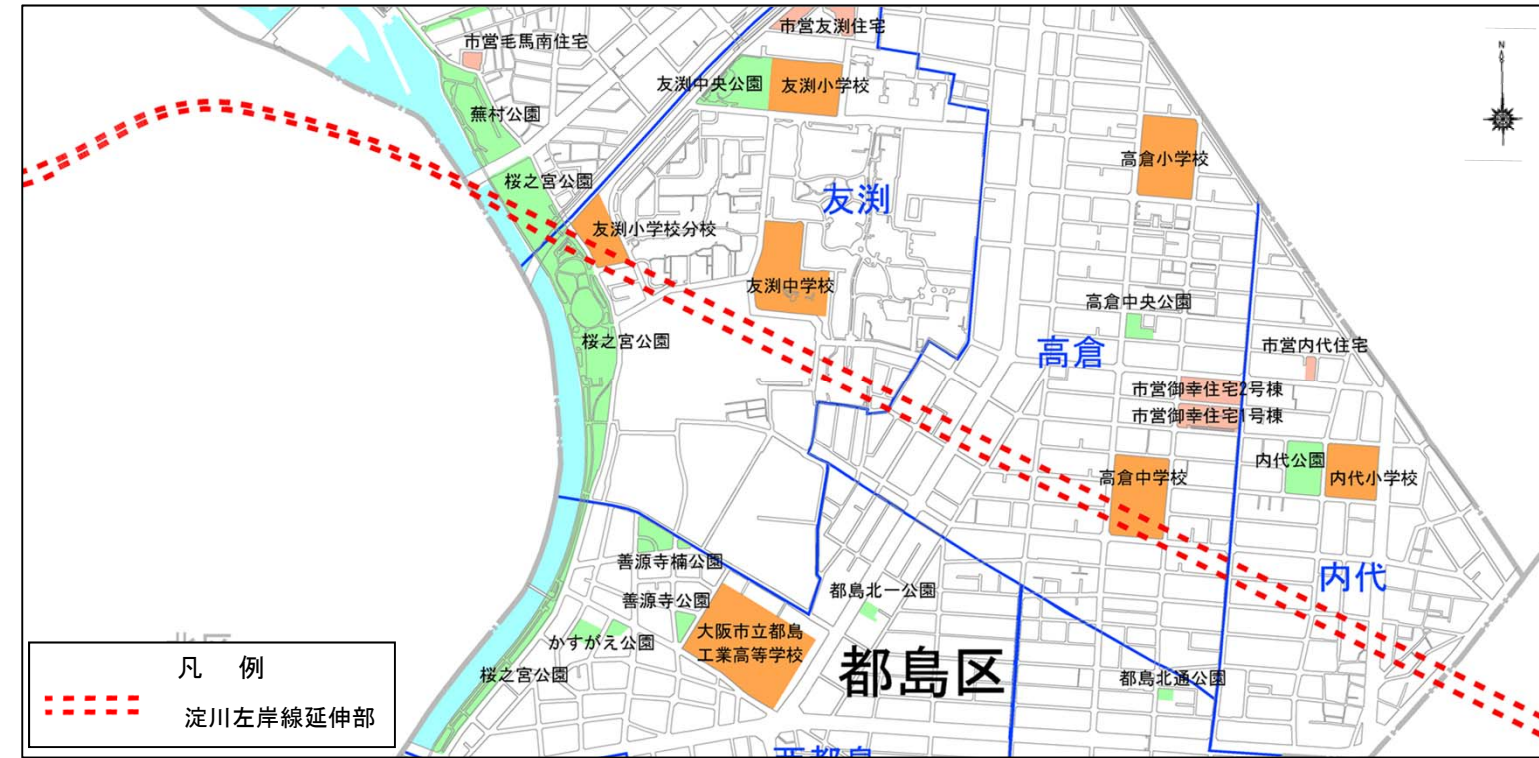 市営友渕住宅
市営毛馬南住宅
N
友渕中央公園
友渕小学校
蕪村公園
高倉小学校
桜之宮公園
友渕
友渕小学校分校
友渕中学校
高倉中央公園
桜之宮公園
高倉
市営内代住宅
市営御幸住宅2号棟
市営御幸住宅1号棟
内代公園
高倉中学校
内代小学校
善源寺楠公園
内代
都島北一公園
善源寺公園
大阪市立都島
工業高等学校
かすがえ公園
都島区
桜之宮公園
都島北通公園
凡 例
淀川左岸線延伸部